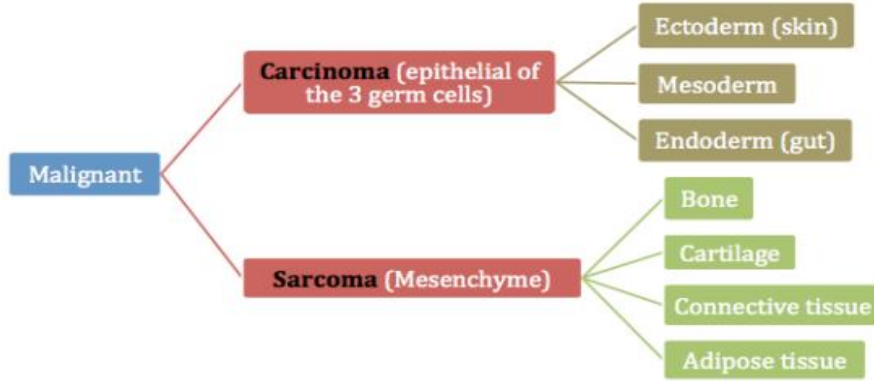 Malignant
Carcinoma (epithelial of
the 3 germ cells)
Ectoderm (skin)
Mesoderm
Endoderm (gut)
Sarcoma (Mesenchyme)
Bone
Cartilage
Connective tissue
Adipose tissue